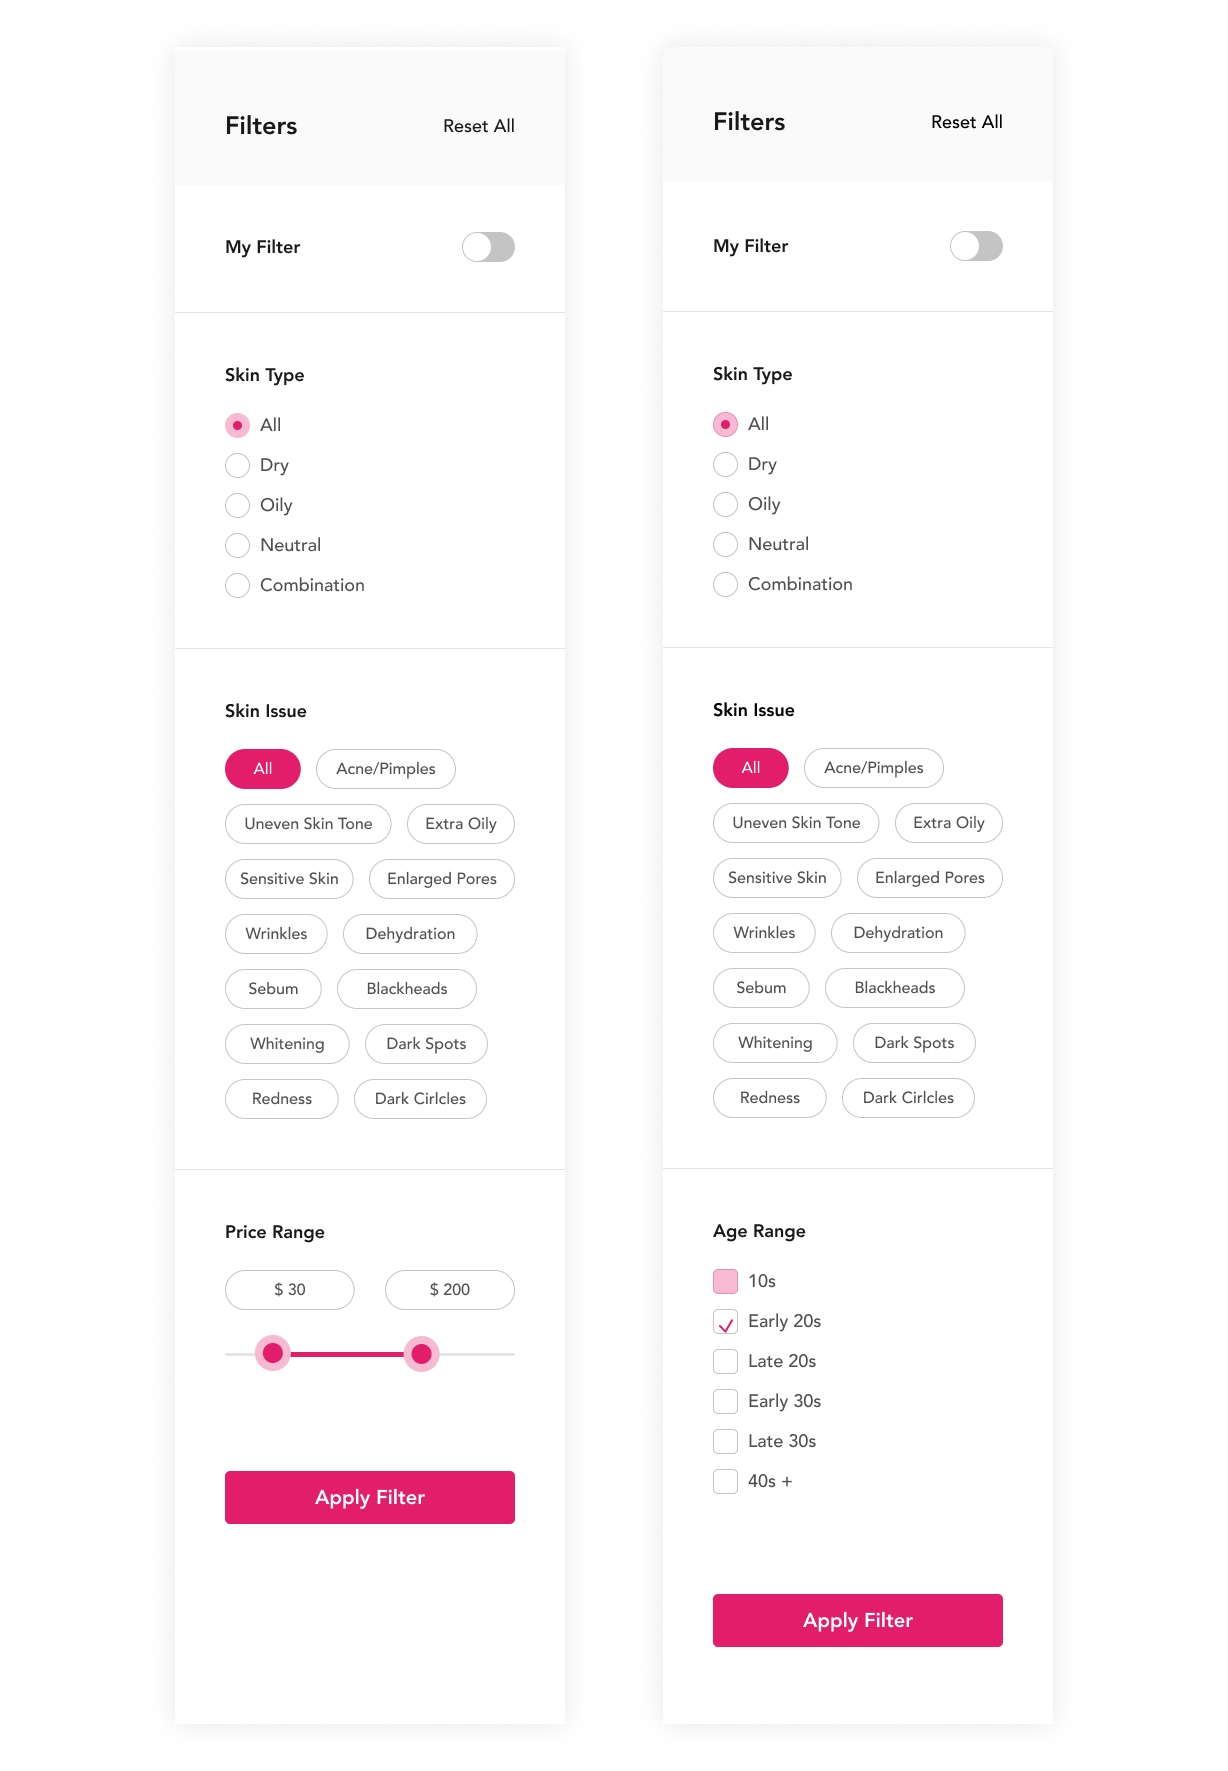 Filters Reset All
My Filter
Skin Type
All
Dry
Oily
Neutral
Combination
Skin Issue
All Acne/Pimples
Uneven Skin Tone Extra Oily
Sensitive Skin Enlarged Pores
Wrinkles Dehydration
Sebum Blackheads
Whitening Dark Spots
Redness Dark Cirlcles
Price Range
$ 30 $ 200
Apply Filter
Filters Reset All
My Filter
Skin Type
All
Dry
Oily
Neutral
Combination
Skin Issue
All Acne/Pimples
Uneven Skin Tone Extra Oily
Sensitive Skin Enlarged Pores
Wrinkles Dehydration
Sebum Blackheads
Whitening Dark Spots
Redness Dark Cirlcles
Age Range
10s
Early 20s
Late 20s
Early 30s
Late 30s
40s +
Apply Filter